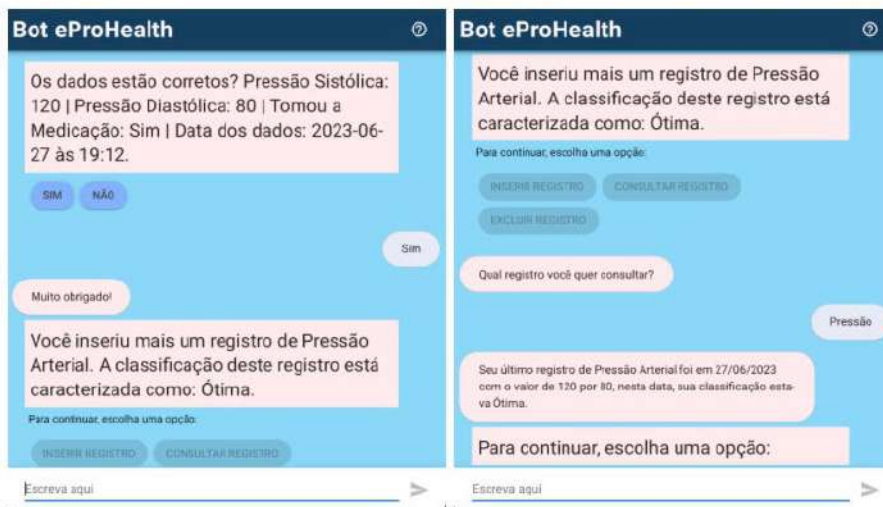 Bot eProHealth
Os dados estão corretos? Pressão Sistólica:
120 | Pressão Diastólica: 80 | Tomou a
Medicação: Sim | Data dos dados: 2023-06-
27 às 19:12.
SIM NÃO
Sim
Muito obrigado!
Você inseriu mais um registro de Pressão
Arterial. A classificação deste registro está
caracterizada como: Ótima.
Para continuar, escolha uma opção:
INSERIR REGISTRO CONSULTAR REGISTRO
Escreva aqui
Bot eProHealth
Você inseriu mais um registro de Pressão
Arterial. A classificação deste registro está
caracterizada como: Ótima.
Para continuar, escolha uma opção:
INSERIR REGISTRO CONSULTAR REGISTRO
EXCLUIR REGISTRO
Qual registro você quer consultar?
Pressão
Seu último registro de Pressão Arterial foi em 27/06/2023
com o valor de 120 por 80, nesta data, sua classificação esta-
va Ótima.
Para continuar, escolha uma opção:
Escreva aqui